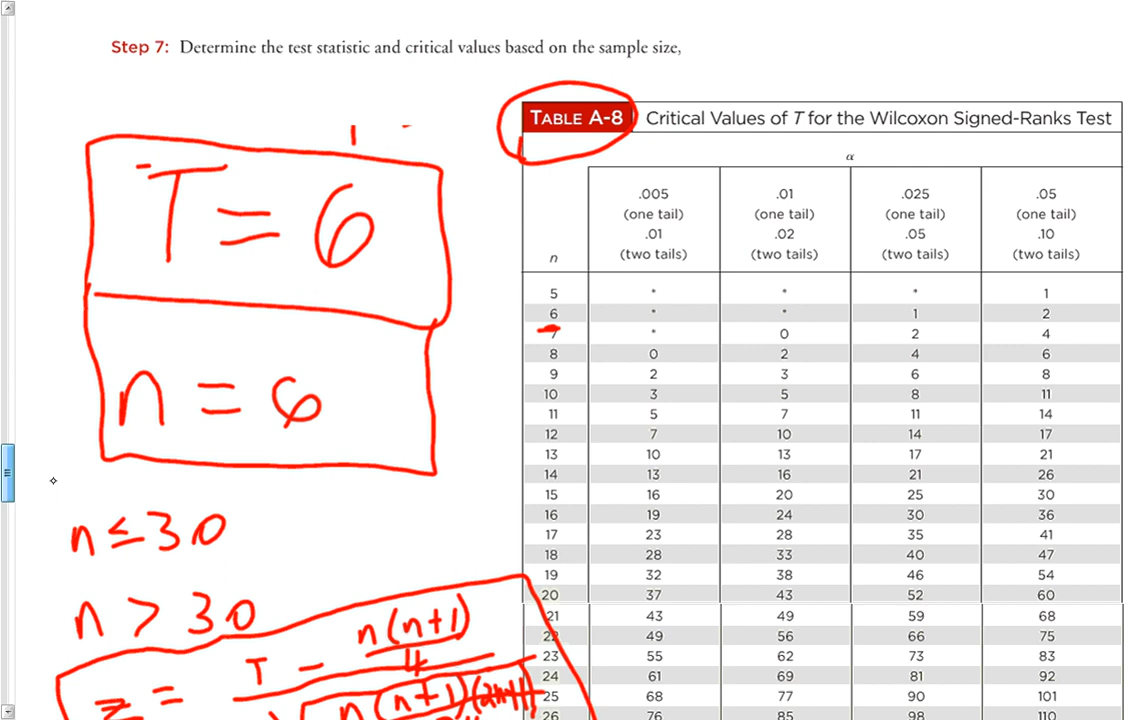 Step 7: Determine the test statistic and critical values based on the sample size,
TABLE A-8 Critical Values of T for the Wilcoxon Signed-Ranks Test
α
.005 .01 .025 .05
(one tail) (one tail) (one tail) (one tail)
.01 .02 .05 .10
n (two tails) (two tails) (two tails) (two tails)
5 * * * 1
6 * * 1 2
7 * 0 2 4
8 0 2 4 6
9 2 3 6 8
10 3 5 8 11
11 5 7 11 14
12 7 10 14 17
13 10 13 17 21
14 13 16 21 26
15 16 20 25 30
16 19 24 30 36
17 23 28 35 41
18 28 33 40 47
19 32 38 46 54
20 37 43 52 60
21 43 49 59 68
22 49 56 66 75
23 55 62 73 83
24 61 69 81 92
25 68 77 90 101
26 76 85 98 110
T = 6
n = 6
n ≤ 30
n > 30
z = T - n(n+1)
4
n(n+1)(2n+1)